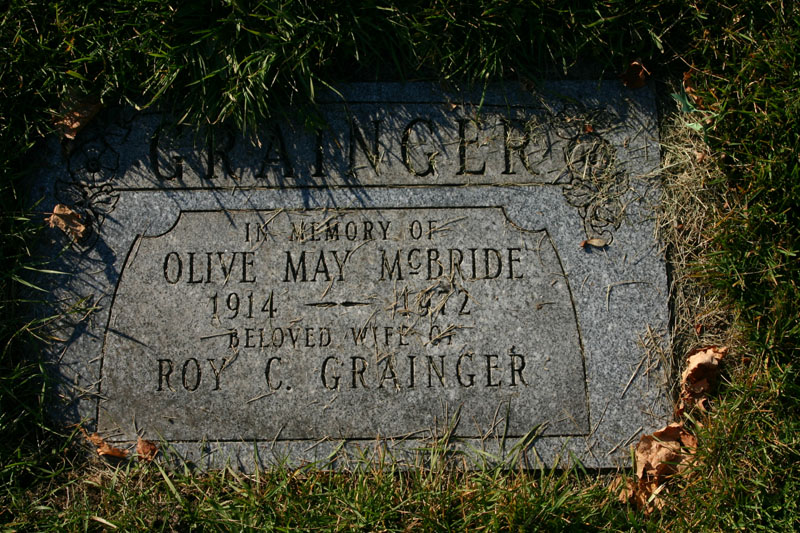 GRAINGER
IN MEMORY OF
OLIVE MAY McBRIDE
1914 — 1972
BELOVED WIFE OF
ROY C. GRAINGER